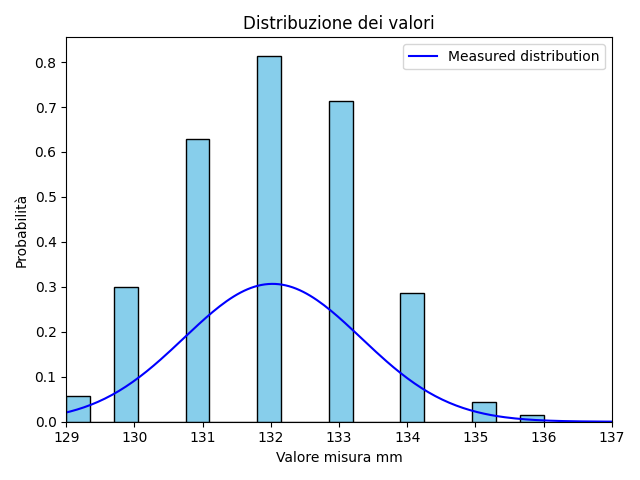 Distribuzione dei valori
Measured distribution
Probabilità
0.8
0.7
0.6
0.5
0.4
0.3
0.2
0.1
0.0
129 130 131 132 133 134 135 136 137
Valore misura mm